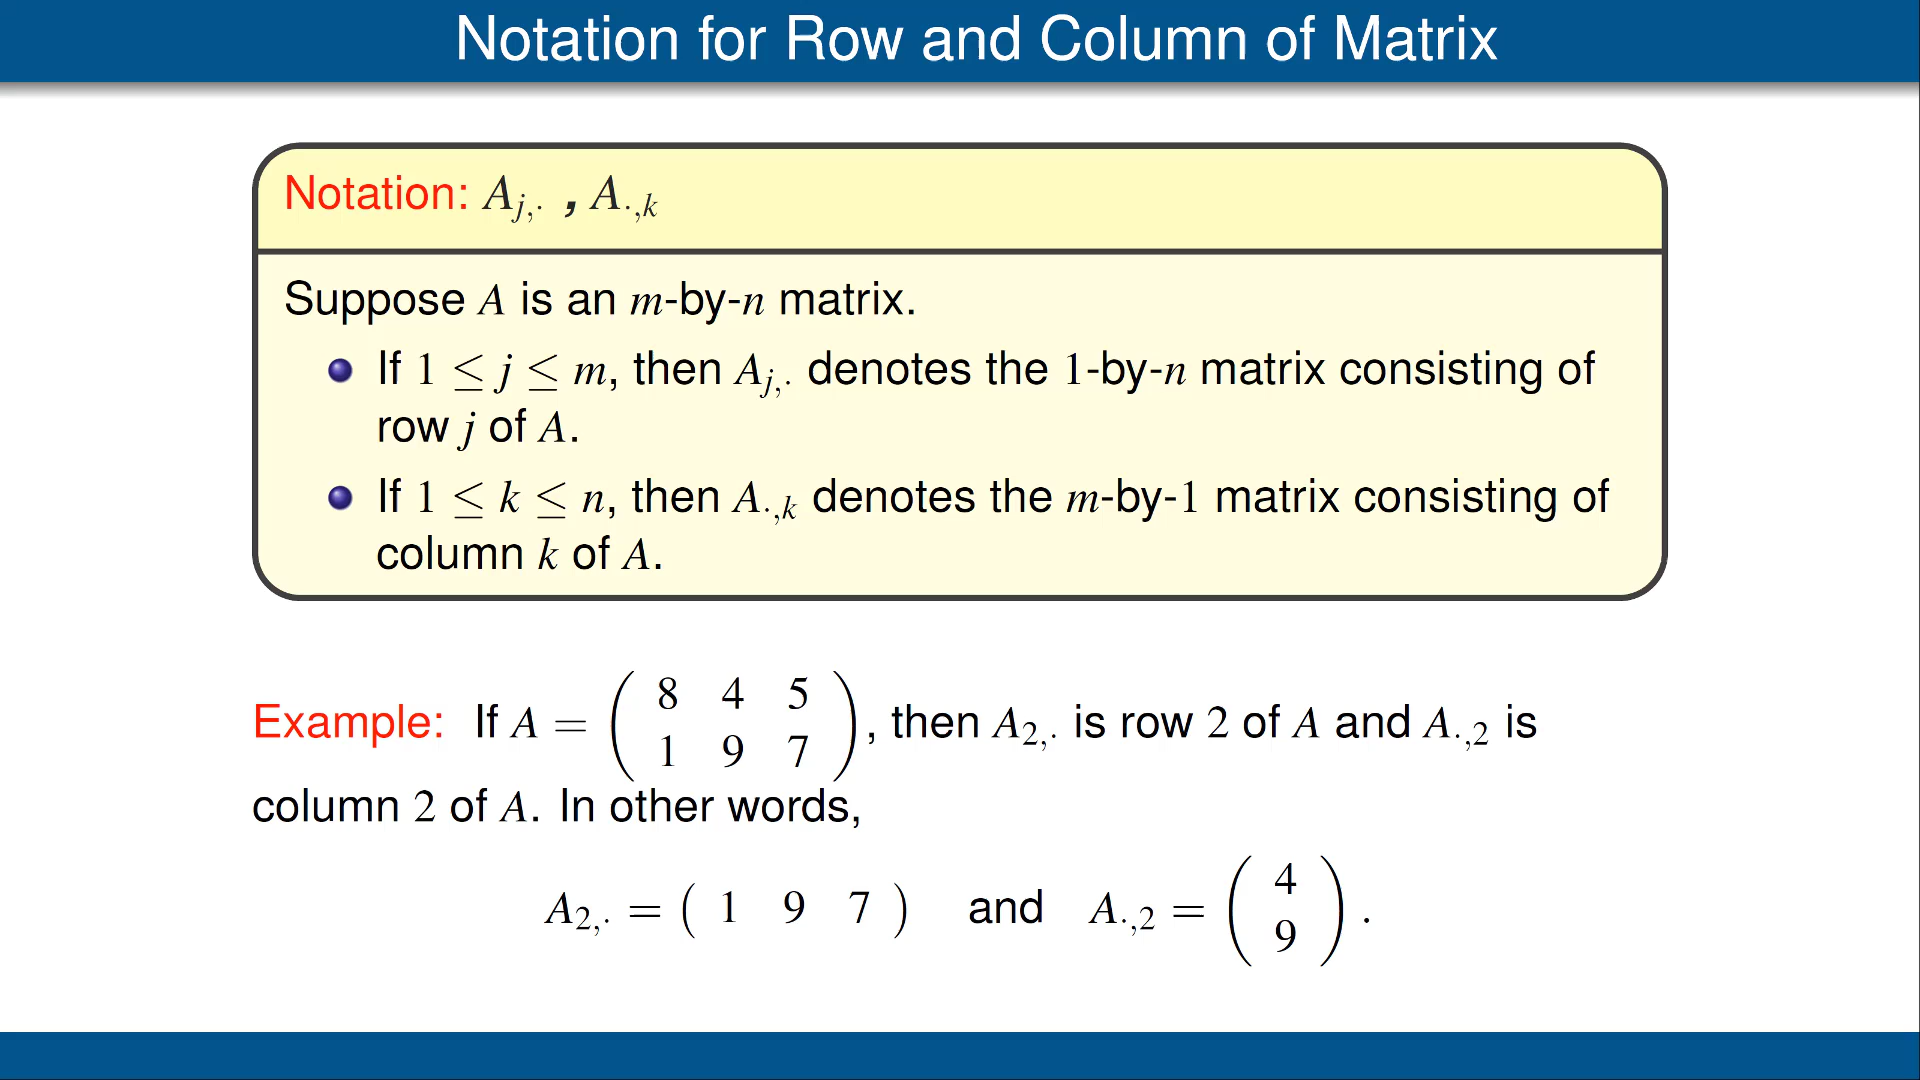 Notation for Row and Column of Matrix
Notation: A_{j,·} , A_{·,k}
Suppose A is an m-by-n matrix.
If 1 ≤ j ≤ m, then A_{j,·} denotes the 1-by-n matrix consisting of
row j of A.
If 1 ≤ k ≤ n, then A_{·,k} denotes the m-by-1 matrix consisting of
column k of A.
Example: If A = ( 8 4 5 ; 1 9 7 ), then A_{2,·} is row 2 of A and A_{·,2} is
column 2 of A. In other words,
A_{2,·} = ( 1 9 7 ) and A_{·,2} = ( 4 ; 9 ).